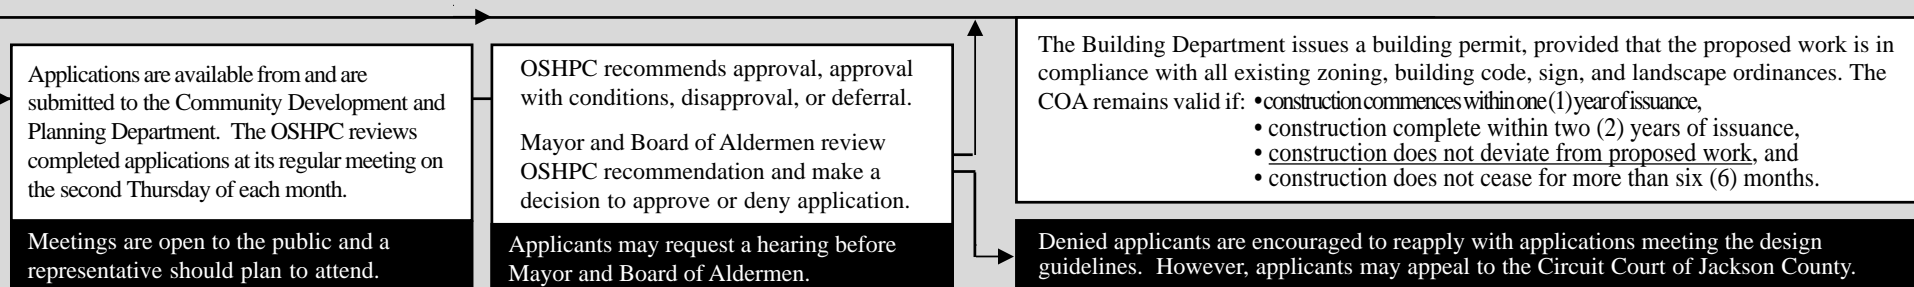 Applications are available from and are
submitted to the Community Development and
Planning Department. The OSHPC reviews
completed applications at its regular meeting on
the second Thursday of each month.
Meetings are open to the public and a
representative should plan to attend.
OSHPC recommends approval, approval
with conditions, disapproval, or deferral.
Mayor and Board of Aldermen review
OSHPC recommendation and make a
decision to approve or deny application.
Applicants may request a hearing before
Mayor and Board of Aldermen.
The Building Department issues a building permit, provided that the proposed work is in
compliance with all existing zoning, building code, sign, and landscape ordinances. The
COA remains valid if: • construction commences within one (1) year of issuance,
• construction complete within two (2) years of issuance,
• construction does not deviate from proposed work, and
• construction does not cease for more than six (6) months.
Denied applicants are encouraged to reapply with applications meeting the design
guidelines. However, applicants may appeal to the Circuit Court of Jackson County.